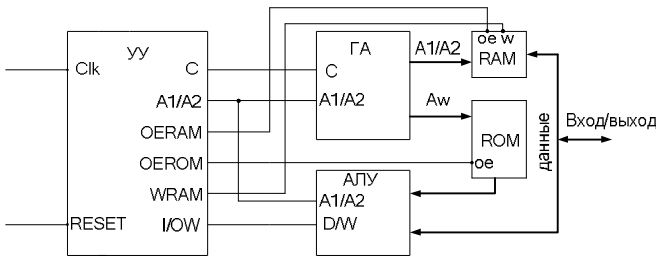 УУ
Clk
C
A1/A2
OERAM
OEROM
WRAM
RESET
I/OW
ГА
C
A1/A2
A1/A2
Aw
oe w
RAM
ROM
oe
АЛУ
A1/A2
D/W
данные
Вход/выход